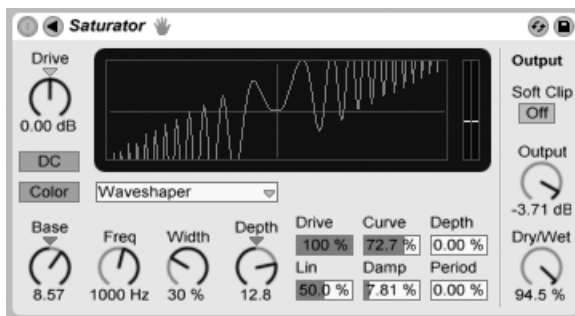 Saturator
Drive
0.00 dB
DC
Color
Waveshaper
Base
8.57
Freq
1000 Hz
Width
30 %
Depth
12.8
Drive
100 %
Curve
72.7 %
Depth
0.00 %
Lin
50.0 %
Damp
7.81 %
Period
0.00 %
Output
Soft Clip
Off
Output
-3.71 dB
Dry/Wet
94.5 %